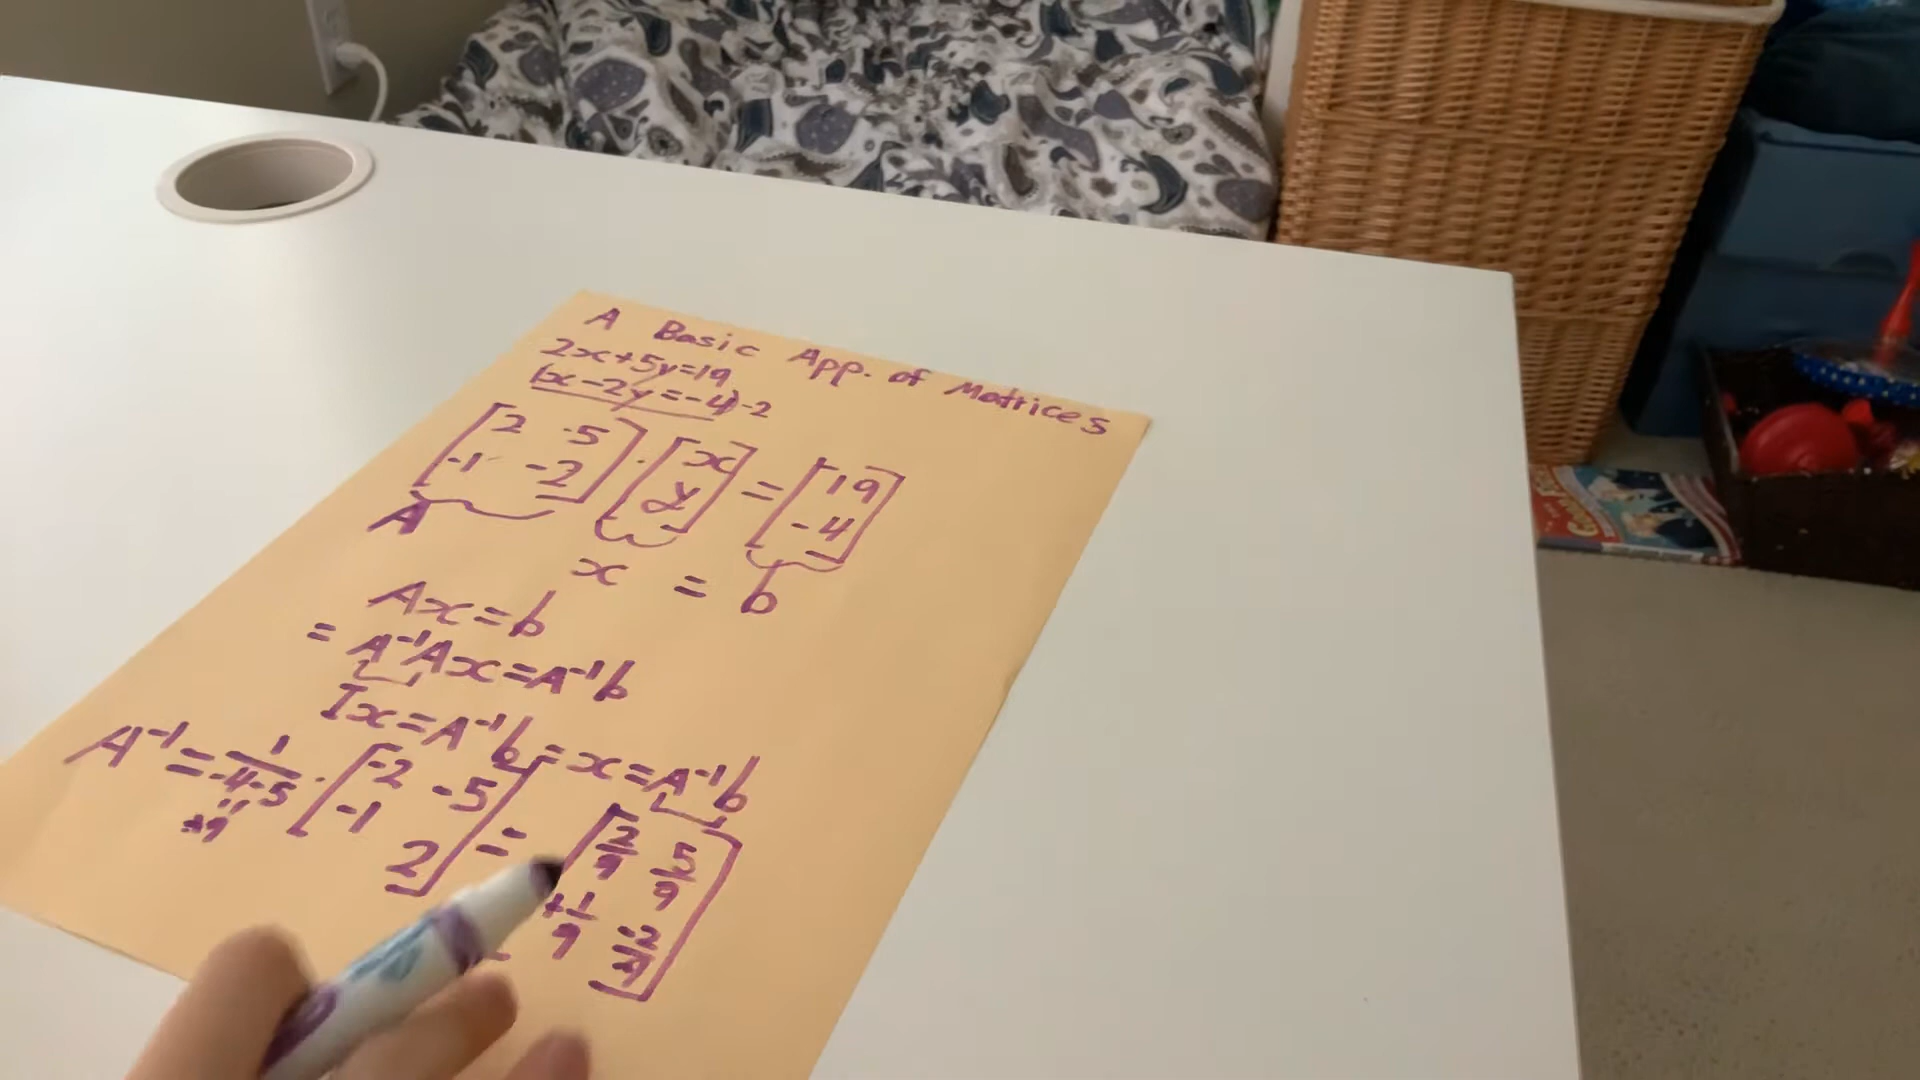 A Basic App. of Matrices
2x+5y=19
(x-2y=-4)-2
[2 5; -1 -2] · [x; y] = [19; -4]
A x = b
Ax=b
= A⁻¹Ax=A⁻¹b
Ix=A⁻¹b=x=A⁻¹b
A⁻¹=1/(-4-5) · [-2 -5; -1 2] = [2/9 5/9; +1/9 -2/9]